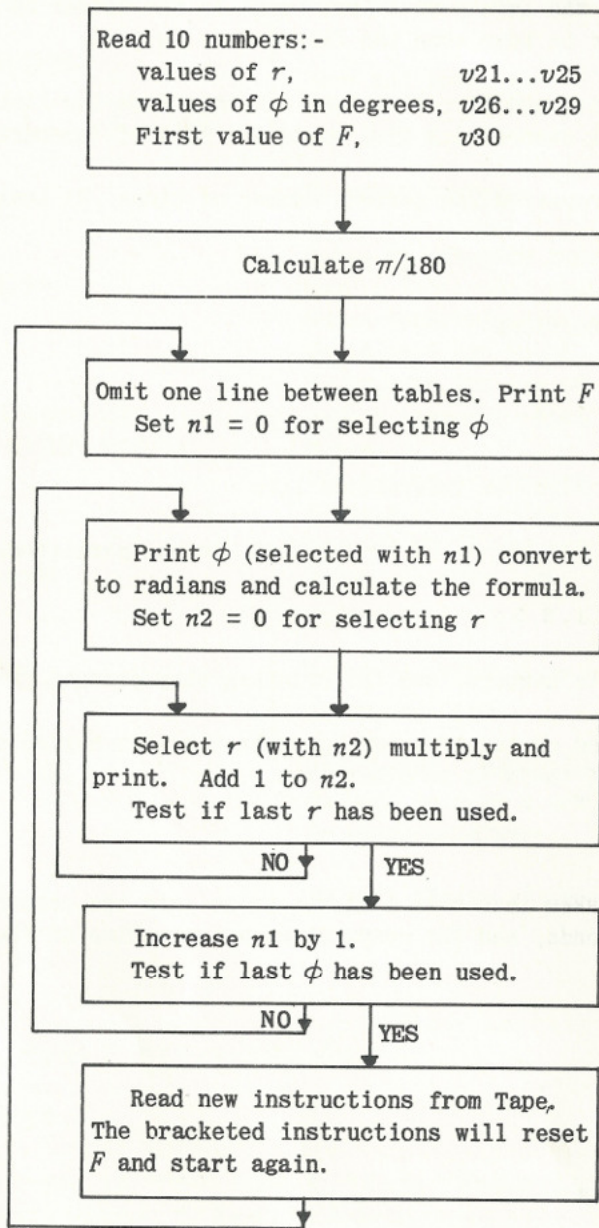 Read 10 numbers:-
values of r, v21...v25
values of ϕ in degrees, v26...v29
First value of F, v30
Calculate π/180
Omit one line between tables. Print F
Set n1 = 0 for selecting ϕ
Print ϕ (selected with n1) convert
to radians and calculate the formula.
Set n2 = 0 for selecting r
Select r (with n2) multiply and
print. Add 1 to n2.
Test if last r has been used.
NO YES
Increase n1 by 1.
Test if last ϕ has been used.
NO YES
Read new instructions from Tape.
The bracketed instructions will reset
F and start again.